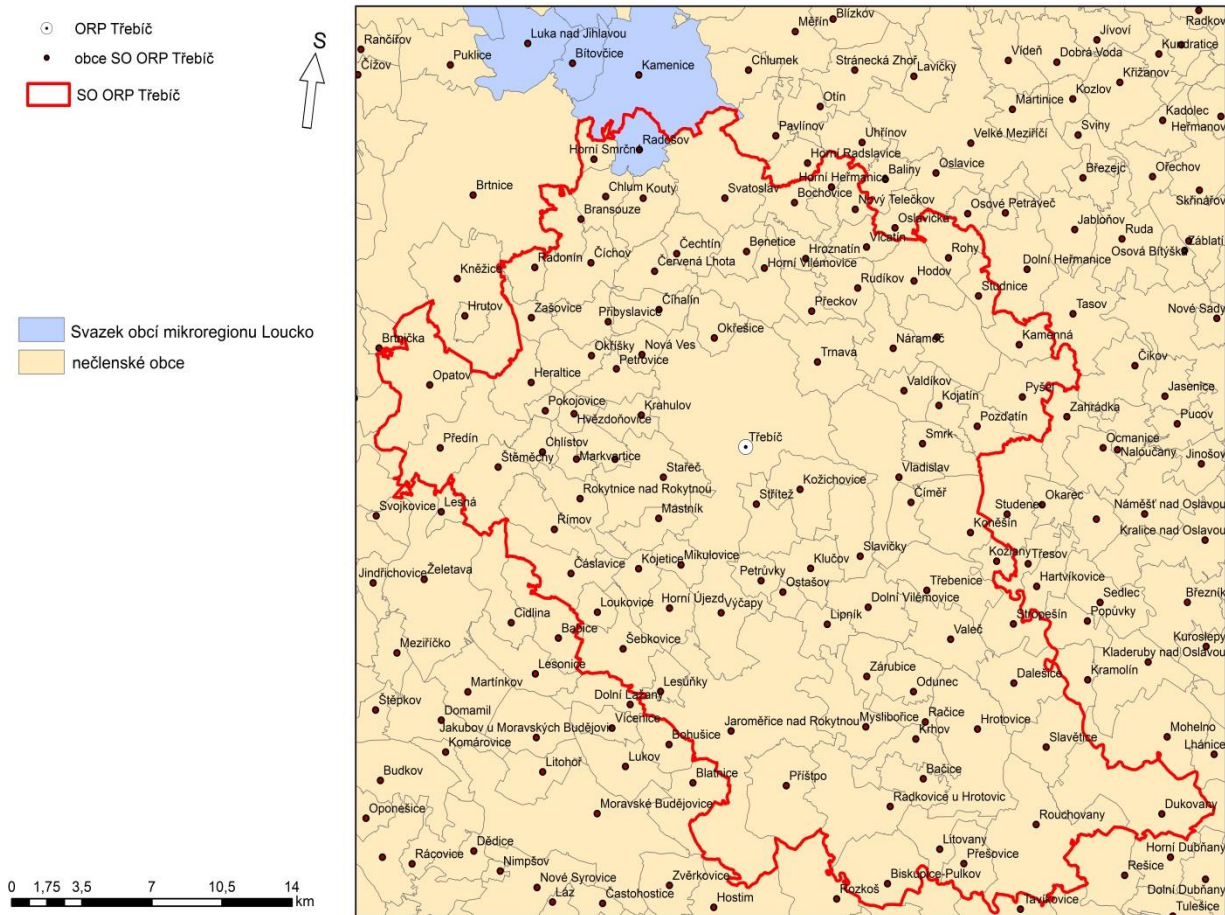 ORP Třebíč
obce SO ORP Třebíč
SO ORP Třebíč
S
Svazek obcí mikroregionu Loucko
nečlenské obce
0 1,75 3,5 7 10,5 14
km
Blízkov
Měřín
Radkov
Jívoví
Luka nad Jihlavou
Rančířov
Kundratice
Víden
Dobrá Voda
Puklice
Bítovčice
Čížov
Kamenice
Chlumek
Stránecká Zhoř
Lavičky
Křižanov
Kozlov
Martinice
Otín
Kadolec
Heřmanov
Pavlínov
Uhřínov
Velké Meziříčí
Sviny
Radošov
Horní Smrčné
Horní Radslavice
Baliny
Oslavice
Březejc
Ořechov
Horní Heřmanice
Brtnice
Chlum
Kouty
Svatoslav
Bochovice
Skřinářov
Nový Telečkov
Bransouze
Osové
Petráveč
Oslavička
Jabloňov
Ruda
Vlčatín
Záblatí
Čechtín
Benetice
Hroznatín
Rohy
Osová Bítýška
Číchov
Radonín
Červená Lhota
Horní Vilémovice
Dolní Heřmanice
Kněžice
Rudíkov
Hodov
Studnice
Číhalín
Přeckov
Hrutov
Zašovice
Přibyslavice
Tasov
Nové Sady
Okřešice
Brtnička
Okříšky
Nová Ves
Nárameč
Kamenná
Petrovice
Trnava
Čikov
Opatov
Heraltice
Valdíkov
Pyšel
Jasenice
Pokojovice
Kojatín
Hvězdoňovice
Krahulov
Pozďatín
Zahrádka
Pucov
Předín
Chlístov
Třebíč
Smrk
Ocmanice
Štěměchy
Markvartice
Naloučany
Jinošov
Stařeč
Vladislav
Rokytnice nad Rokytnou
Kožichovice
Střítež
Číměř
Okarec
Svojkovice
Lesná
Mastník
Studenec
Náměšť nad Oslavou
Římov
Koněšín
Kralice nad Oslavou
Slavičky
Kozlany
Třesov
Čáslavice
Kojetice
Mikulovice
Klučov
Jindřichovice
Želetava
Petrůvky
Ostašov
Třebenice
Hartvíkovice
Sedlec
Březník
Loukovice
Horní Újezd
Výčapy
Dolní Vilémovice
Cidlina
Lipník
Stropešín
Popůvky
Babice
Valeč
Meziříčko
Šebkovice
Kuroslepy
Kladeruby nad Oslavou
Lesonice
Zárubice
Dalešice
Kramolín
Martínkov
Lesůňky
Odunec
Štěpkov
Dolní Lažany
Domamil
Vícenice
Jaroměřice nad Rokytnou
Myslibořice
Račice
Hrotovice
Jakubov u Moravských Budějovic
Krhov
Mohelno
Komárovice
Bohušice
Slavětice
Lhánice
Litohoř
Lukov
Budkov
Blatnice
Příštpo
Bačice
Moravské Budějovice
Radkovice u Hrotovic
Dukovany
Oponešice
Rouchovany
Dědice
Litovany
Horní Dubňany
Rácovice
Nimpšov
Přešovice
Rešice
Nové Syrovice
Zvěrkovice
Biskupice-Pulkov
Dolní Dubňany
Láz
Častohostice
Hostim
Rozkoš
Tavíkovice
Tulešice